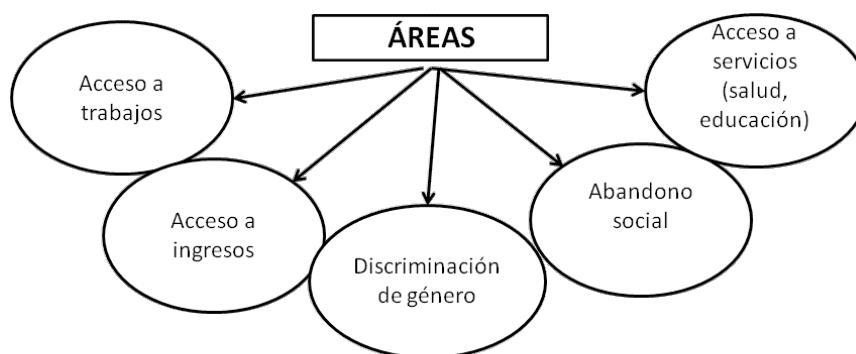 ÁREAS
Acceso a
trabajos
Acceso a
ingresos
Discriminación
de género
Abandono
social
Acceso a
servicios
(salud,
educación)